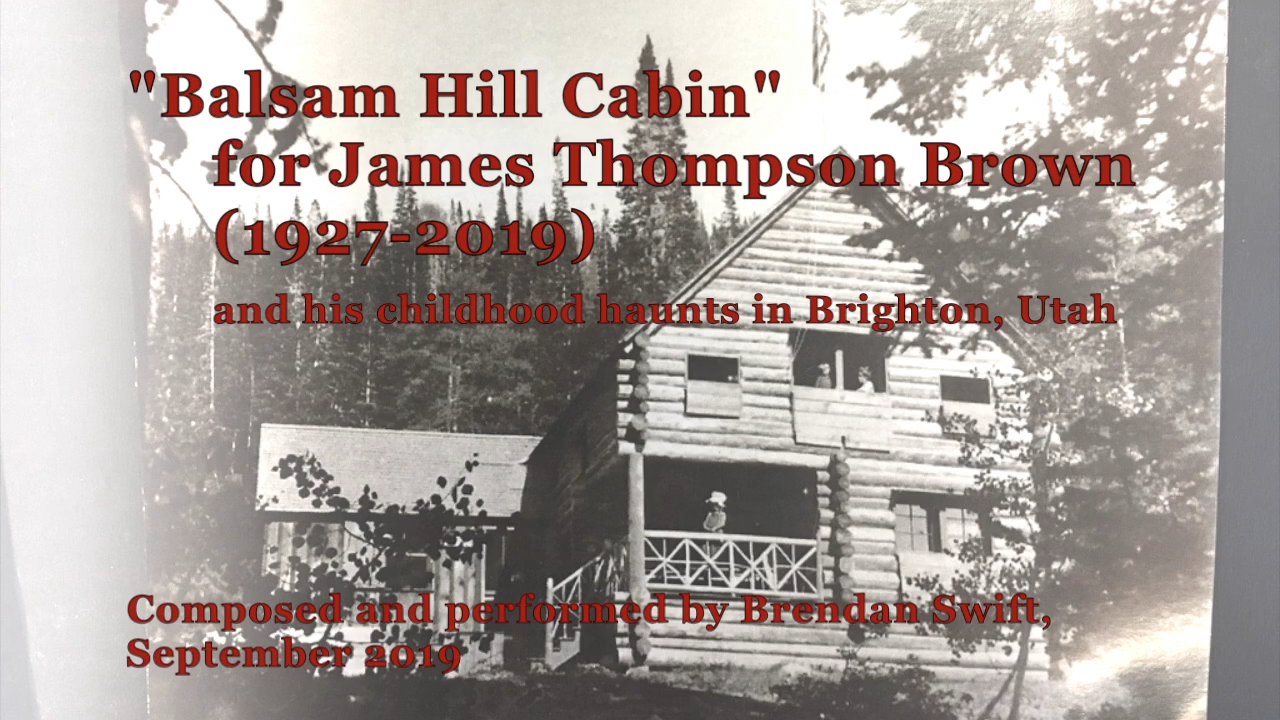 "Balsam Hill Cabin"
for James Thompson Brown
(1927-2019)
and his childhood haunts in Brighton, Utah
Composed and performed by Brendan Swift,
September 2019